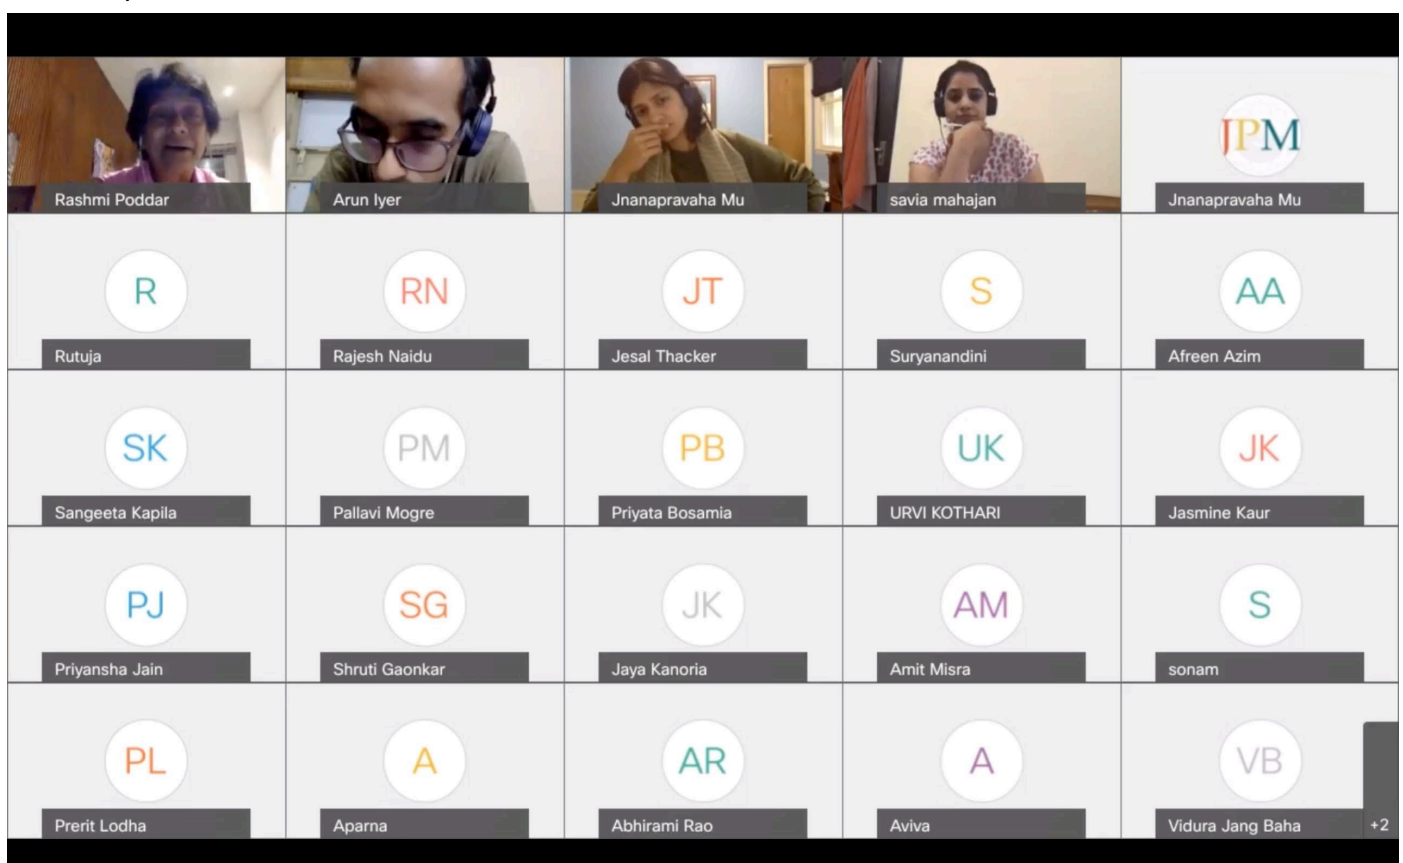 JPM
Rashmi Poddar
Arun Iyer
Jnanapravaha Mu
savia mahajan
Jnanapravaha Mu
R
RN
JT
S
AA
Rutuja
Rajesh Naidu
Jesal Thacker
Suryanandini
Afreen Azim
SK
PM
PB
UK
JK
Sangeeta Kapila
Pallavi Mogre
Priyata Bosamia
URVI KOTHARI
Jasmine Kaur
PJ
SG
JK
AM
S
Priyansha Jain
Shruti Gaonkar
Jaya Kanoria
Amit Misra
sonam
PL
A
AR
A
VB
Prerit Lodha
Aparna
Abhirami Rao
Aviva
Vidura Jang Baha
+2